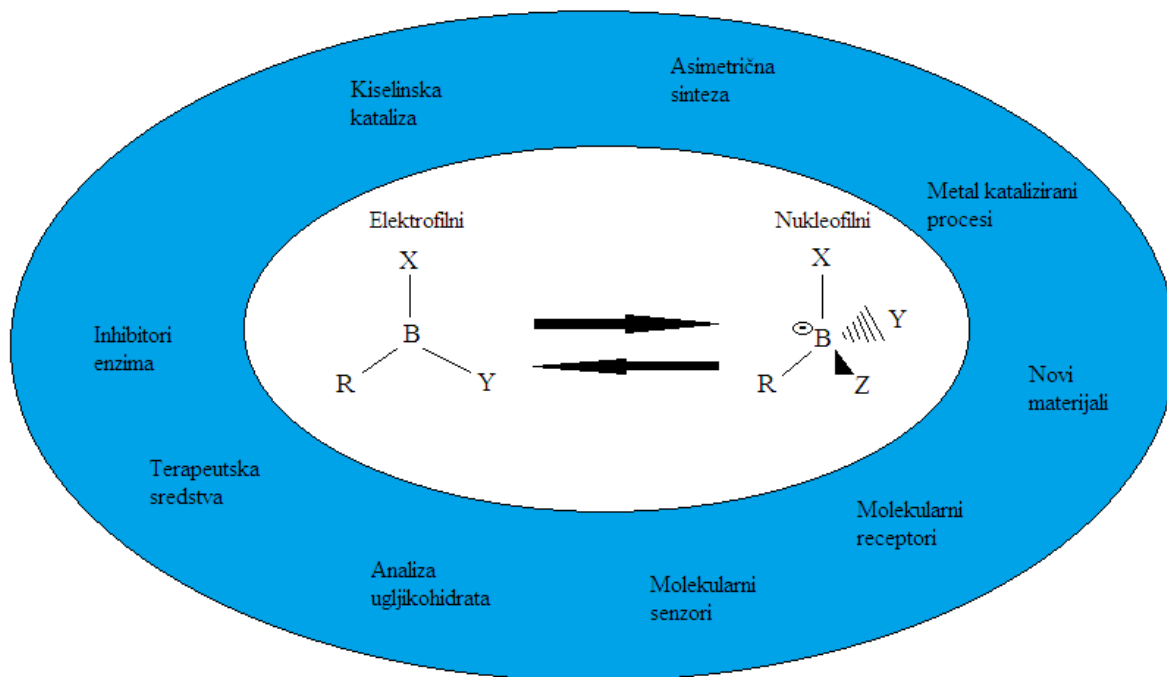 Kiselinska
kataliza
Asimetrična
sinteza
Metal katalizirani
procesi
Elektrofilni
X
B
R
Y
Nukleofilni
X
B
Y
R
Z
Inhibitori
enzima
Novi
materijali
Terapeutska
sredstva
Molekularni
receptori
Analiza
ugljikohidrata
Molekularni
senzori